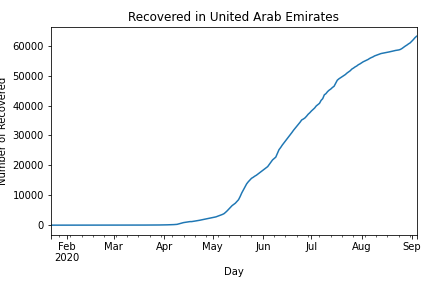 Recovered in United Arab Emirates
Number of Recovered
60000
50000
40000
30000
20000
10000
0
Feb Mar Apr May Jun Jul Aug Sep
2020
Day